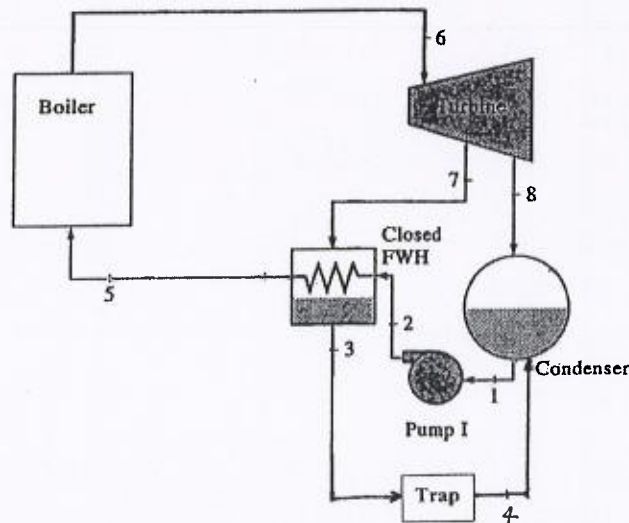 6
Boiler
Turbine
7
8
Closed
FWH
5
2
3
Condenser
1
Pump I
Trap
4